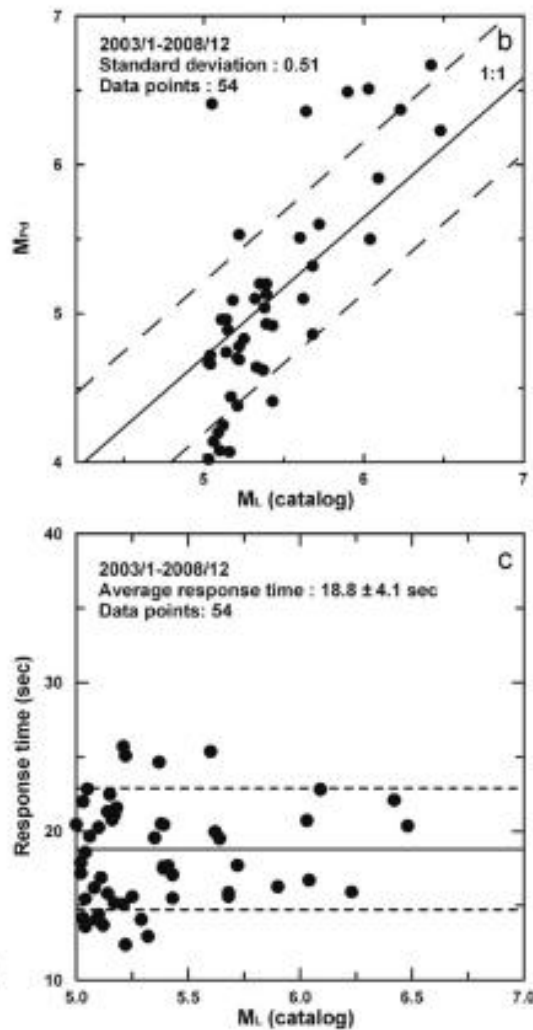 7
b
2003/1-2008/12
Standard deviation : 0.51
Data points : 54
1:1
6
MPd
5
4
5
6
7
ML (catalog)
40
c
2003/1-2008/12
Average response time : 18.8 ± 4.1 sec
Data points: 54
30
Response time (sec)
20
10
5.0
5.5
6.0
6.5
7.0
ML (catalog)